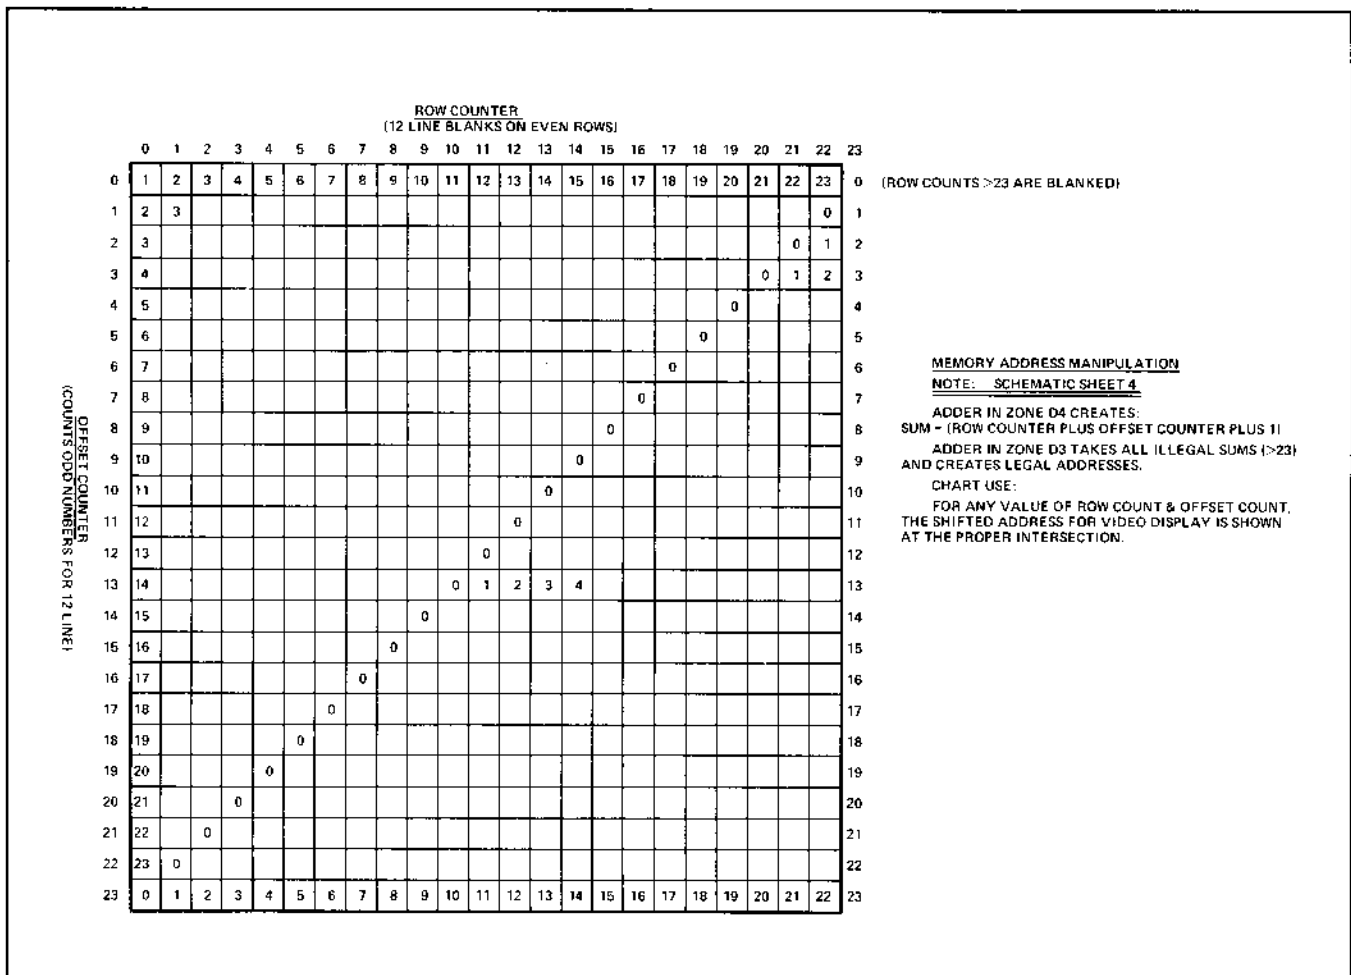 ROW COUNTER
(12 LINE BLANKS ON EVEN ROWS)
0 1 2 3 4 5 6 7 8 9 10 11 12 13 14 15 16 17 18 19 20 21 22 23
0 1 2 3 4 5 6 7 8 9 10 11 12 13 14 15 16 17 18 19 20 21 22 23 0 (ROW COUNTS >23 ARE BLANKED)
1 2 3 0 1
2 3 0 1 2
3 4 0 1 2 3
4 5 0 4
5 6 0 5
6 7 0 6
7 8 0 7
8 9 0 8
9 10 0 9
10 11 0 10
11 12 0 11
12 13 0 12
13 14 0 1 2 3 4 13
14 15 0 14
15 16 0 15
16 17 0 16
17 18 0 17
18 19 0 18
19 20 0 19
20 21 0 20
21 22 0 21
22 23 0 22
23 0 1 2 3 4 5 6 7 8 9 10 11 12 13 14 15 16 17 18 19 20 21 22 23
OFFSET COUNTER
(COUNTS ODD NUMBERS FOR 12 LINE)
MEMORY ADDRESS MANIPULATION
NOTE: SCHEMATIC SHEET 4
ADDER IN ZONE D4 CREATES:
SUM = (ROW COUNTER PLUS OFFSET COUNTER PLUS 1)
ADDER IN ZONE D3 TAKES ALL ILLEGAL SUMS (>23)
AND CREATES LEGAL ADDRESSES.
CHART USE:
FOR ANY VALUE OF ROW COUNT & OFFSET COUNT,
THE SHIFTED ADDRESS FOR VIDEO DISPLAY IS SHOWN
AT THE PROPER INTERSECTION.